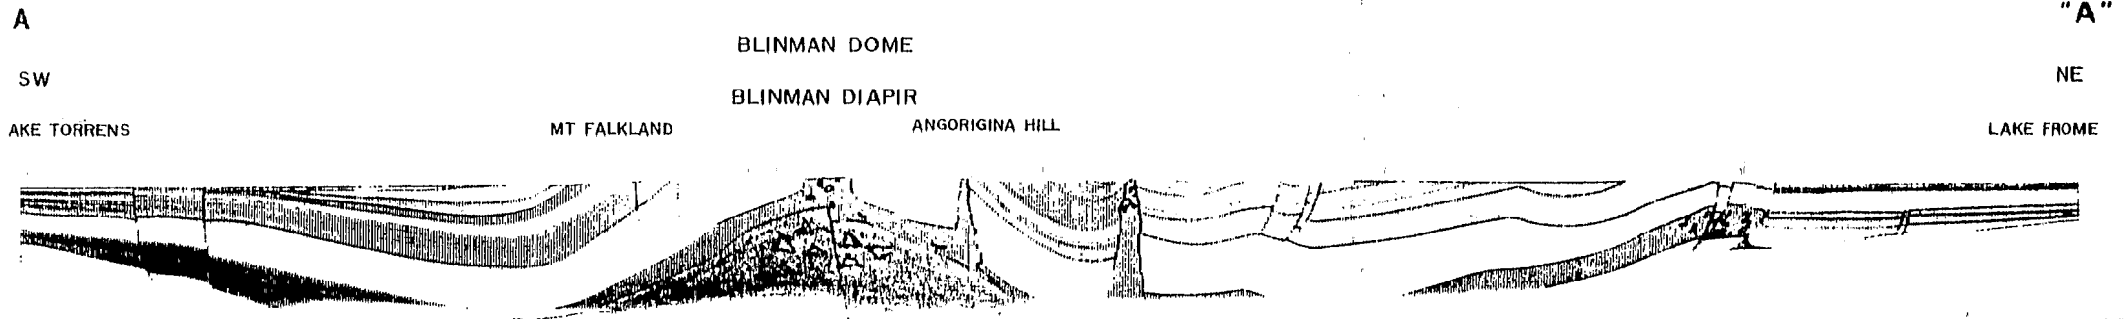 A "A"
BLINMAN DOME
SW NE
BLINMAN DIAPIR
AKE TORRENS MT FALKLAND ANGORIGINA HILL LAKE FROME